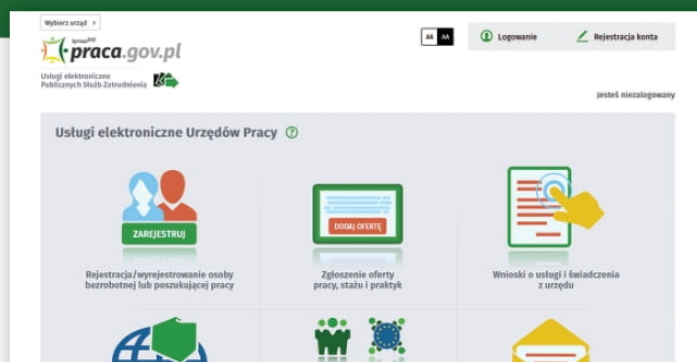 Wybierz urząd
praca.gov.pl
Usługi elektroniczne
Publicznych Służb Zatrudnienia
AA AA
Logowanie
Rejestracja konta
Jesteś niezalogowany
Usługi elektroniczne Urzędów Pracy ?
ZAREJESTRUJ
Rejestracja/wyrejestrowanie osoby
bezrobotnej lub poszukującej pracy
DODAJ OFERTĘ
Zgłoszenie oferty
pracy, stażu i praktyk
Wnioski o usługi i świadczenia
z urzędu